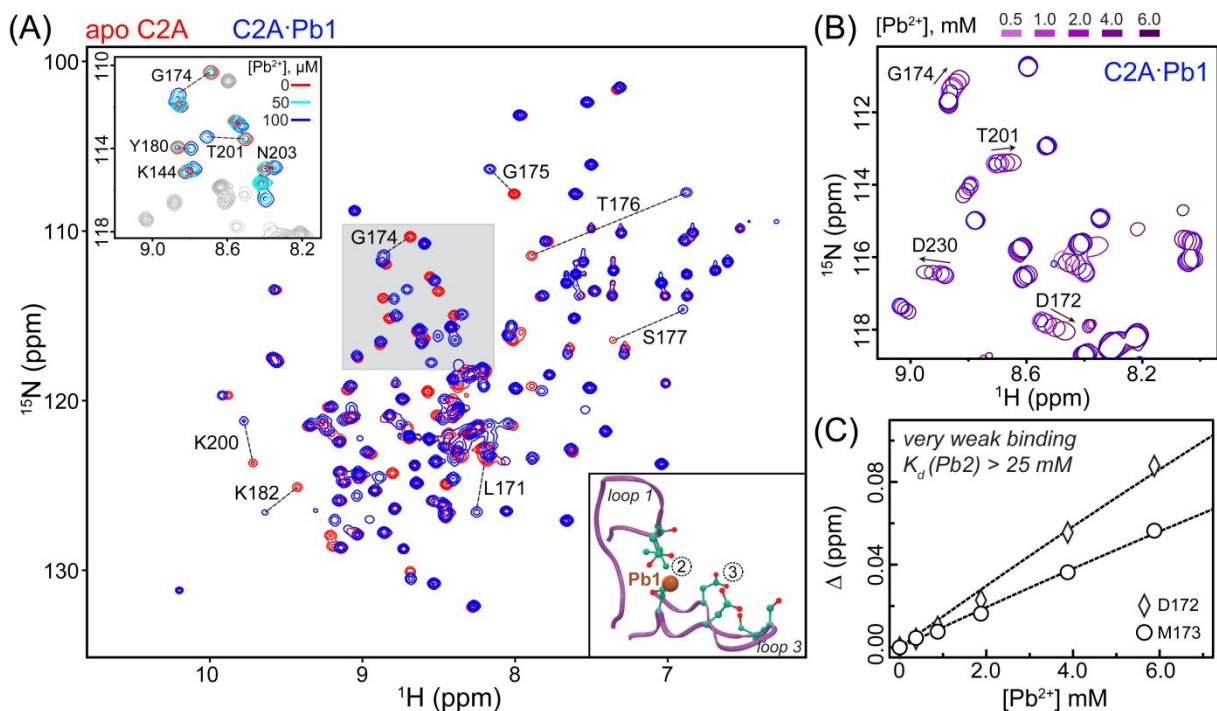 (A)
apo C2A
C2A·Pb1
[Pb²⁺], µM
0
50
100
G174
Y180
T201
N203
K144
110
114
118
9.0
8.6
8.2
100
110
120
130
¹⁵N (ppm)
G175
T176
G174
S177
K200
K182
L171
loop 1
2
3
Pb1
loop 3
10
9
8
7
¹H (ppm)
(B)
[Pb²⁺], mM
0.5
1.0
2.0
4.0
6.0
C2A·Pb1
G174
T201
D230
D172
112
114
116
118
¹⁵N (ppm)
9.0
8.6
8.2
¹H (ppm)
(C)
very weak binding
K_d (Pb2) > 25 mM
0.08
0.04
0.00
Δ (ppm)
D172
M173
0
2.0
4.0
6.0
[Pb²⁺] mM